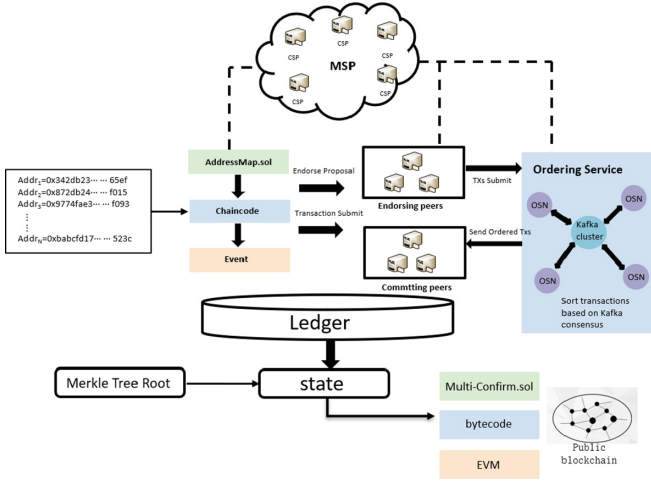 CSP
CSP
CSP
MSP
CSP
CSP
AddressMap.sol
Endorse Proposal
Ordering Service
Addr1=0x342db23··· ··· 65ef
Addr2=0x872db24··· ··· f015
Addr3=0x9774fae3··· ··· f093
⋮
⋮
AddrN=0xbabcfd17··· ··· 523c
Chaincode
Endorsing peers
TXs Submit
Transaction Submit
OSN
OSN
Kafka
cluster
Send Ordered Txs
Event
OSN
OSN
Committing peers
Sort transactions
based on Kafka
consensus
Ledger
Merkle Tree Root
state
Multi-Confirm.sol
bytecode
EVM
Public
blockchain